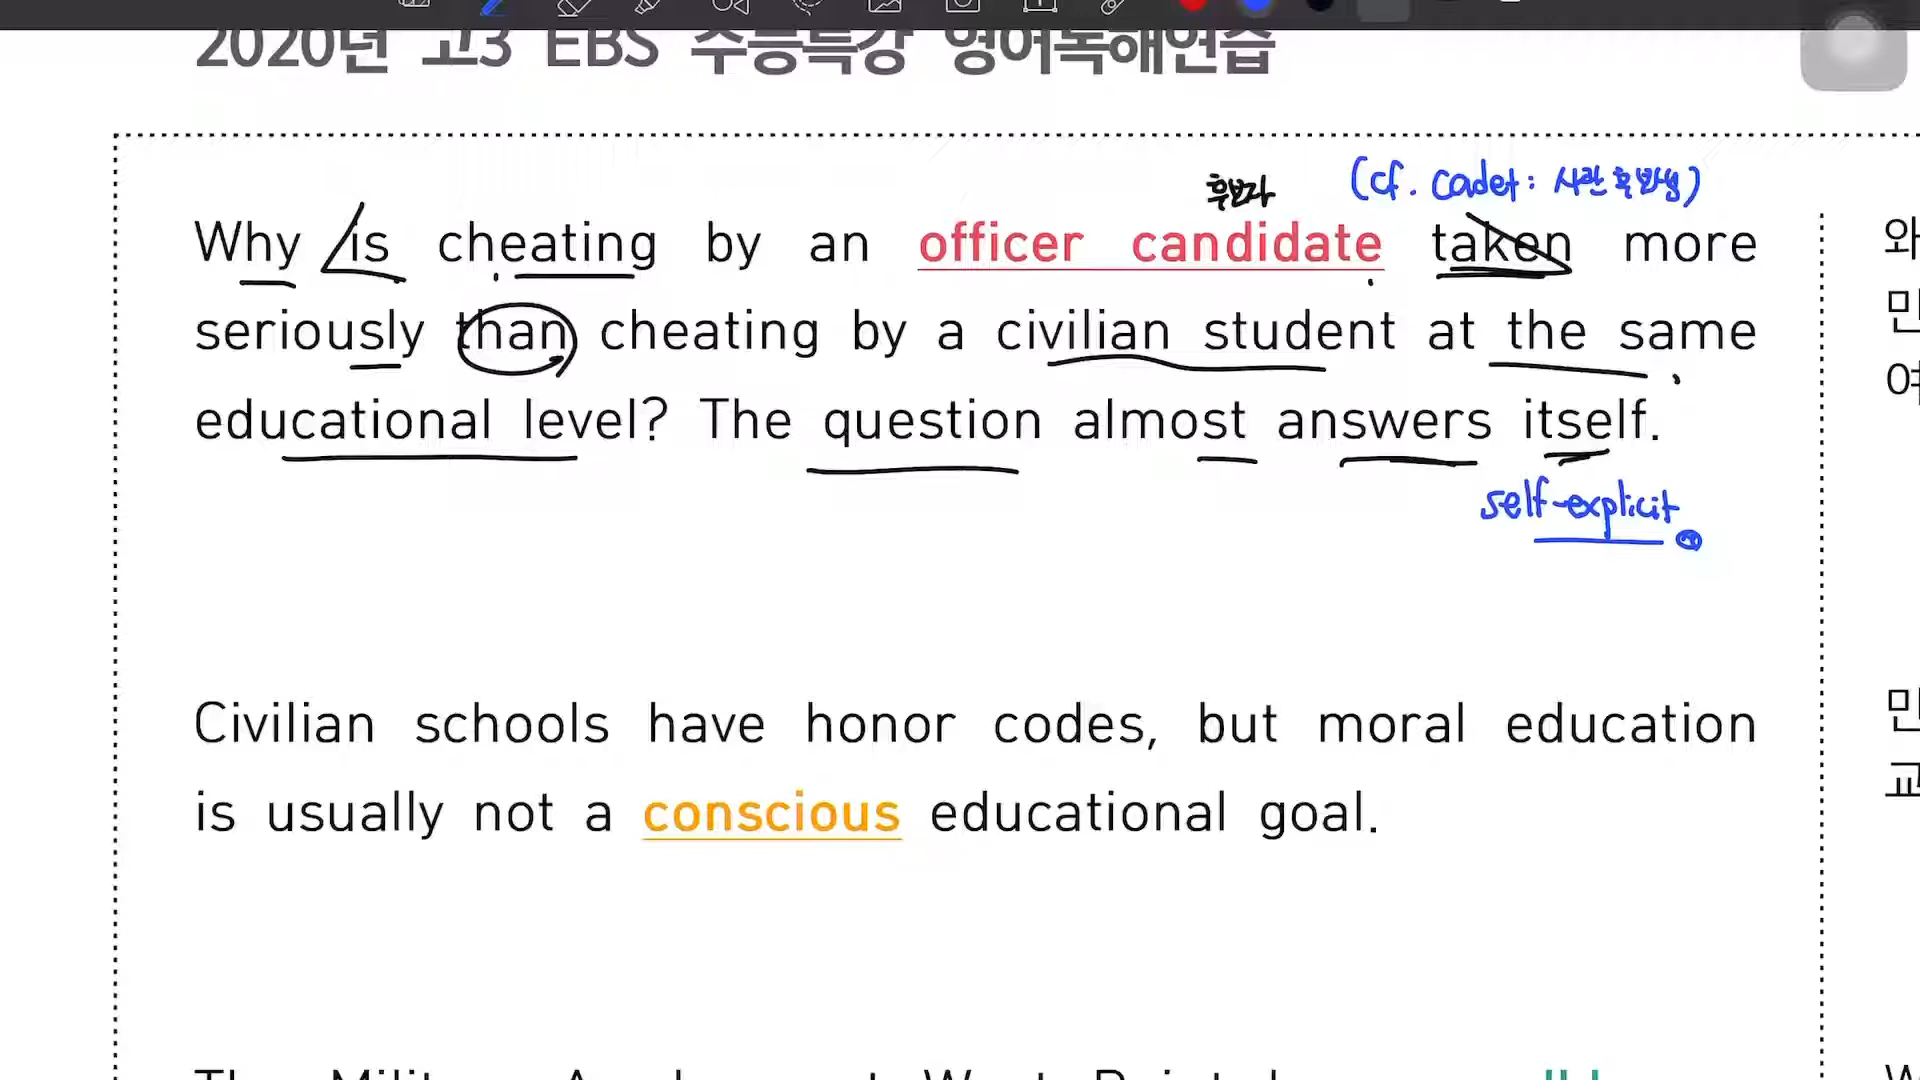 2020년 고3 EBS 수능특강 영어독해연습
후보자 (cf. cadet: 사관후보생)
Why is cheating by an officer candidate taken more
seriously than cheating by a civilian student at the same
educational level? The question almost answers itself.
self-explicit
Civilian schools have honor codes, but moral education
is usually not a conscious educational goal.
왜
만
교